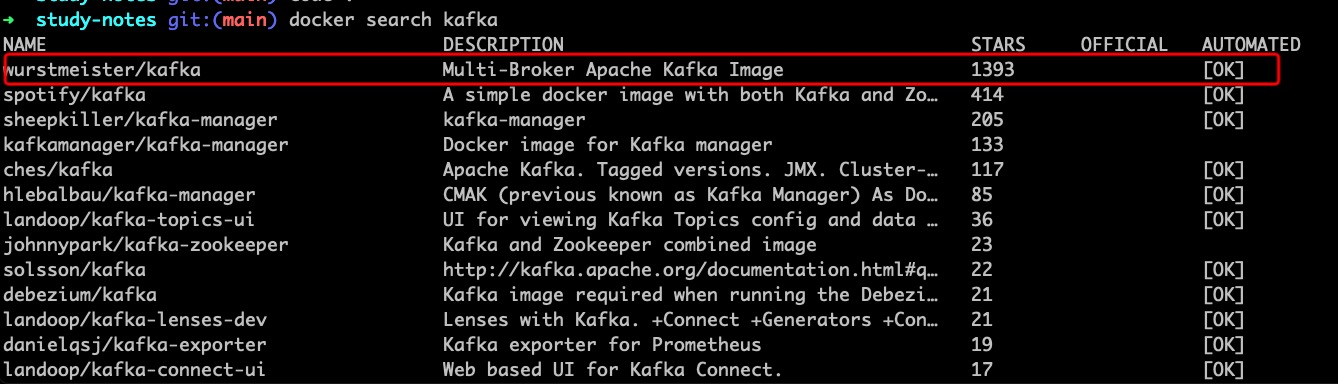 ➜ study-notes git:(main) docker search kafka
NAME DESCRIPTION STARS OFFICIAL AUTOMATED
wurstmeister/kafka Multi-Broker Apache Kafka Image 1393 [OK]
spotify/kafka A simple docker image with both Kafka and Zo… 414 [OK]
sheepkiller/kafka-manager kafka-manager 205 [OK]
kafkamanager/kafka-manager Docker image for Kafka manager 133
ches/kafka Apache Kafka. Tagged versions. JMX. Cluster-… 117 [OK]
hlebalbau/kafka-manager CMAK (previous known as Kafka Manager) As Do… 85 [OK]
landoop/kafka-topics-ui UI for viewing Kafka Topics config and data … 36 [OK]
johnnypark/kafka-zookeeper Kafka and Zookeeper combined image 23
solsson/kafka http://kafka.apache.org/documentation.html#q… 22 [OK]
debezium/kafka Kafka image required when running the Debezi… 21 [OK]
landoop/kafka-lenses-dev Lenses with Kafka. +Connect +Generators +Con… 21 [OK]
danielqsj/kafka-exporter Kafka exporter for Prometheus 19 [OK]
landoop/kafka-connect-ui Web based UI for Kafka Connect. 17 [OK]